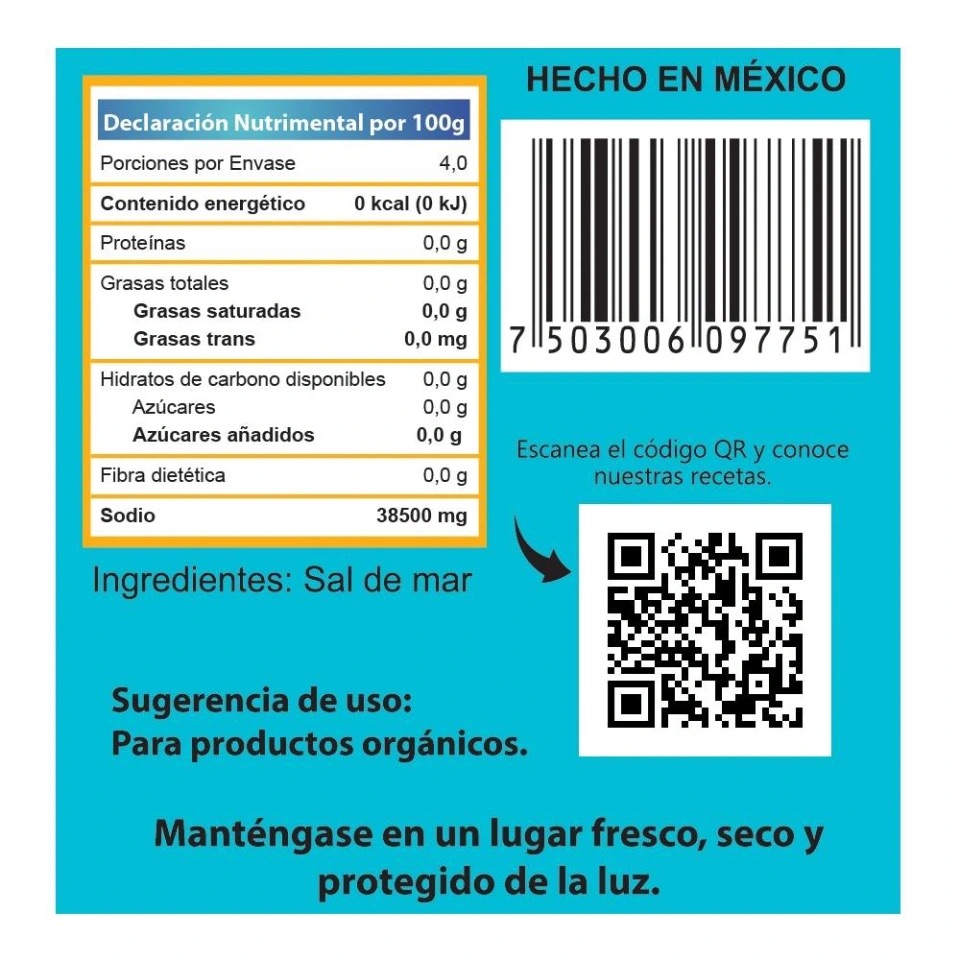 HECHO EN MÉXICO
Declaración Nutrimental por 100g
Porciones por Envase 4,0
Contenido energético 0 kcal (0 kJ)
Proteínas 0,0 g
Grasas totales 0,0 g
Grasas saturadas 0,0 g
Grasas trans 0,0 mg
Hidratos de carbono disponibles 0,0 g
Azúcares 0,0 g
Azúcares añadidos 0,0 g
Fibra dietética 0,0 g
Sodio 38500 mg
Ingredientes: Sal de mar
7 503006 097751
Escanea el código QR y conoce
nuestras recetas.
Sugerencia de uso:
Para productos orgánicos.
Manténgase en un lugar fresco, seco y
protegido de la luz.